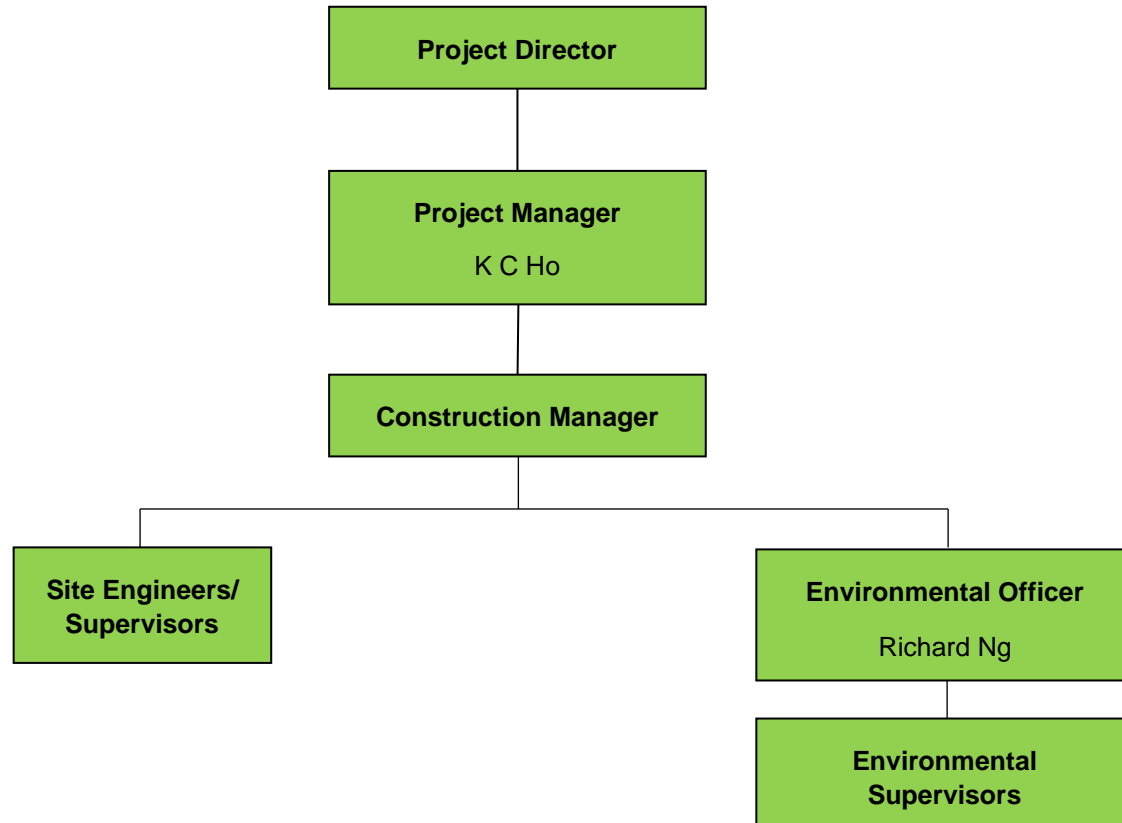 Project Director
Project Manager
K C Ho
Construction Manager
Site Engineers/
Supervisors
Environmental Officer
Richard Ng
Environmental
Supervisors